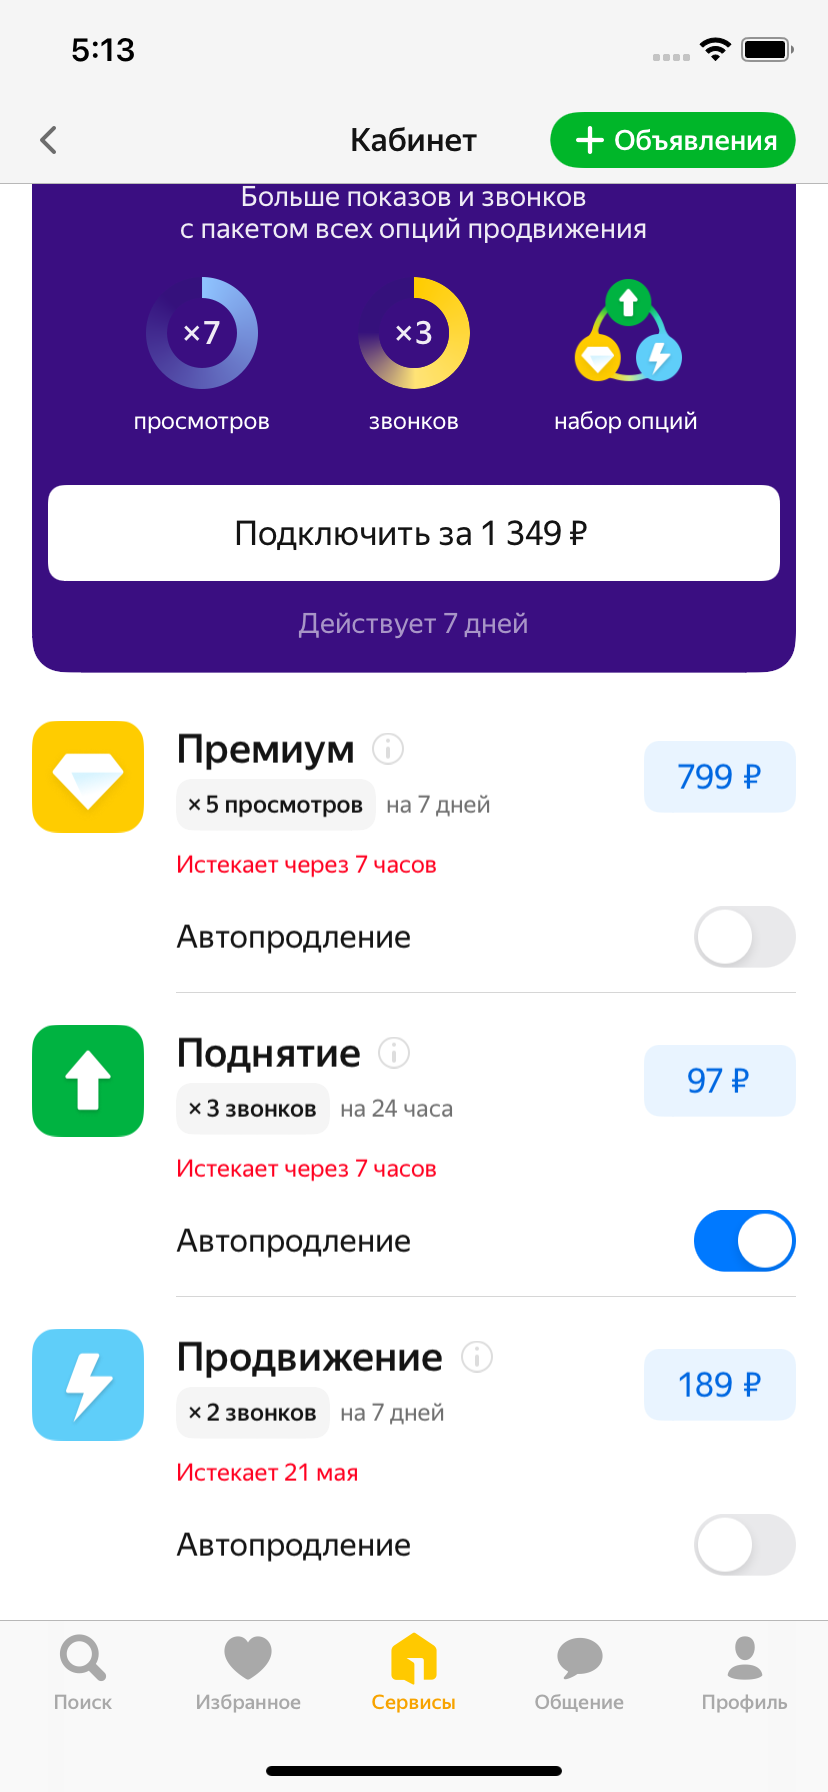 5:13
Кабинет
+ Объявления
Больше показов и звонков
с пакетом всех опций продвижения
×7
×3
просмотров
звонков
набор опций
Подключить за 1 349 ₽
Действует 7 дней
Премиум
799 ₽
× 5 просмотров на 7 дней
Истекает через 7 часов
Автопродление
Поднятие
97 ₽
× 3 звонков на 24 часа
Истекает через 7 часов
Автопродление
Продвижение
189 ₽
× 2 звонков на 7 дней
Истекает 21 мая
Автопродление
Поиск
Избранное
Сервисы
Общение
Профиль